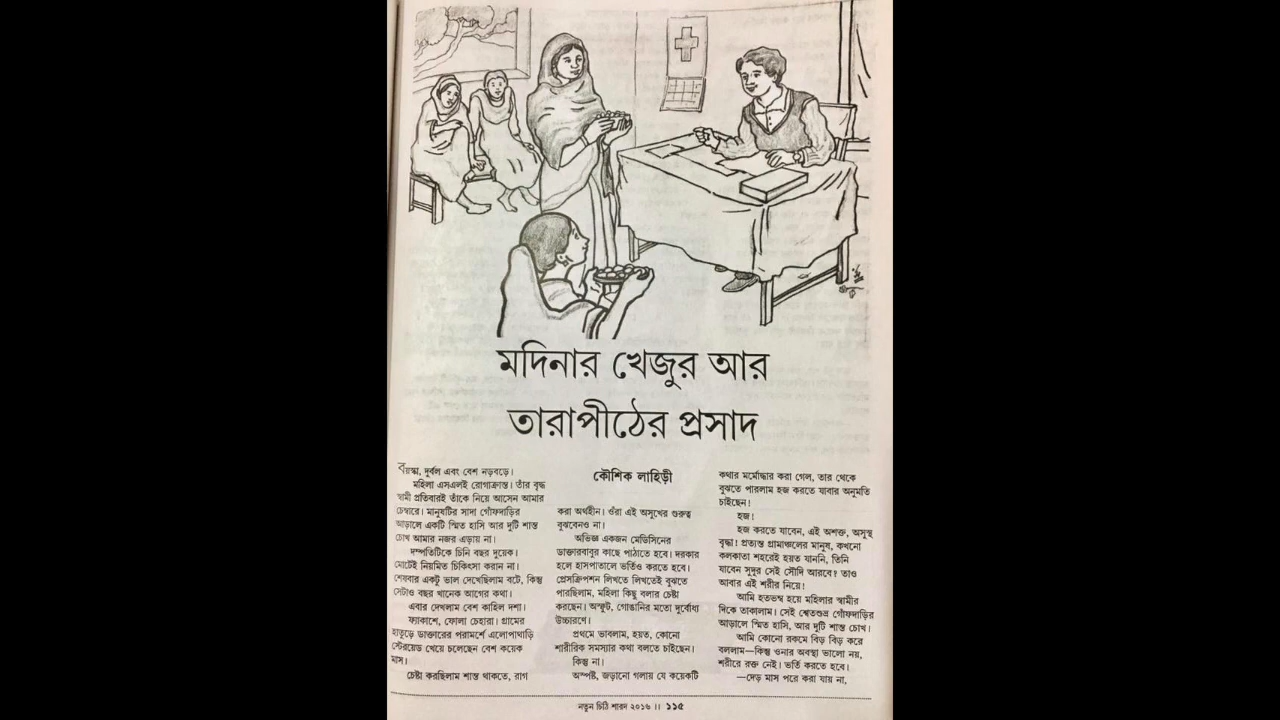 মদিনার খেজুর আর
তারাপীঠের প্রসাদ
কৌশিক লাহিড়ী
বয়স্কা, দুর্বল এবং বেশ নড়বড়ে।
মহিলা এসএলই রোগাক্রান্ত। তাঁর বৃদ্ধ
স্বামী প্রতিবারই তাঁকে নিয়ে আসেন আমার
চেম্বারে। মানুষটির সাদা গোঁফদাড়ির
আড়ালে একটি স্মিত হাসি আর দুটি শান্ত
চোখ আমার নজর এড়ায় না।
দম্পতিটিকে চিনি বছর দুয়েক।
মোটেই নিয়মিত চিকিৎসা করান না।
শেষবার একটু ভাল দেখেছিলাম বটে, কিন্তু
সেটাও বছর খানেক আগের কথা।
এবার দেখলাম বেশ কাহিল দশা।
ফ্যাকাশে, ফোলা চেহারা। গ্রামের
হাতুড়ে ডাক্তারের পরামর্শে এলোপাথাড়ি
স্টেরয়েড খেয়ে চলেছেন বেশ কয়েক
মাস।
চেষ্টা করছিলাম শান্ত থাকতে, রাগ
করা অর্থহীন। ওঁরা এই অসুখের গুরুত্ব
বুঝবেনও না।
অভিজ্ঞ একজন মেডিসিনের
ডাক্তারবাবুর কাছে পাঠাতে হবে। দরকার
হলে হাসপাতালে ভর্তিও করতে হবে।
প্রেসক্রিপশন লিখতে লিখতেই বুঝতে
পারছিলাম, মহিলা কিছু বলার চেষ্টা
করছেন। অস্ফুট, গোঙানির মতো দুর্বোধ্য
উচ্চারণে।
প্রথমে ভাবলাম, হয়ত, কোনো
শারীরিক সমস্যার কথা বলতে চাইছেন।
কিন্তু না।
অস্পষ্ট, জড়ানো গলায় যে কয়েকটি
কথার মর্মোদ্ধার করা গেল, তার থেকে
বুঝতে পারলাম হজ করতে যাবার অনুমতি
চাইছেন!
হজ!
হজ করতে যাবেন, এই অশক্ত, অসুস্থ
বৃদ্ধা! প্রত্যন্ত গ্রামাঞ্চলের মানুষ, কখনো
কলকাতা শহরেই হয়ত যাননি, তিনি
যাবেন সুদূর সেই সৌদি আরবে? তাও
আবার এই শরীর নিয়ে!
আমি হতভম্ব হয়ে মহিলার স্বামীর
দিকে তাকালাম। সেই শ্বেতশুভ্র গোঁফদাড়ির
আড়ালে স্মিত হাসি, আর দুটি শান্ত চোখ।
আমি কোনো রকমে বিড় বিড় করে
বললাম—কিন্তু ওনার অবস্থা ভালো নয়,
শরীরে রক্ত নেই। ভর্তি করতে হবে।
—দেড় মাস পরে করা যায় না,
নতুন চিঠি শারদ ২০১৬ ।। ১১৫